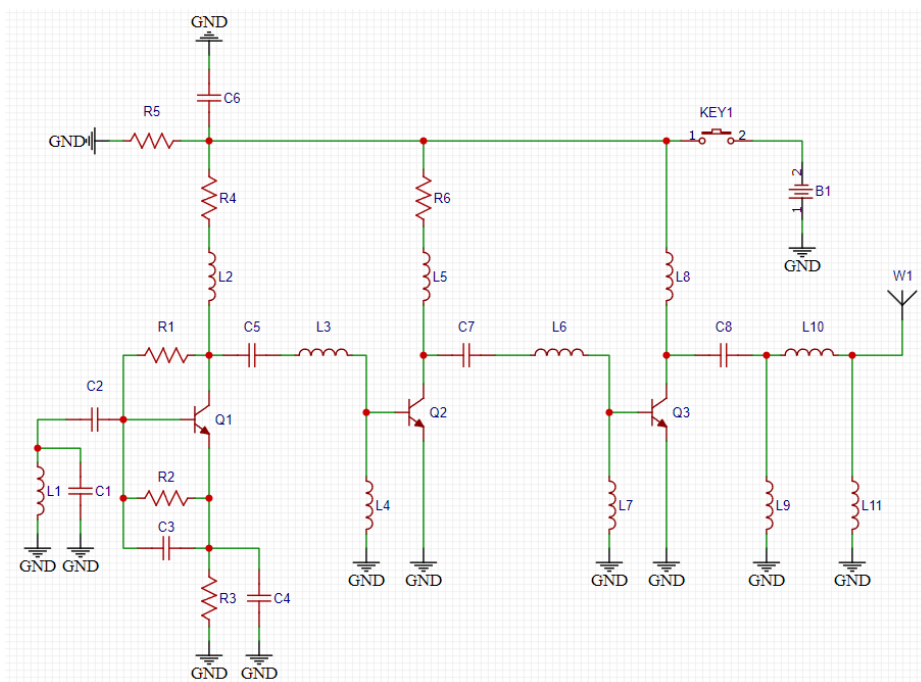 GND
C6
R5
GND
KEY1
1 2
R4
R6
2
B1
1
GND
L2
L5
L8
W1
R1
C5
L3
C7
L6
C8
L10
C2
Q1
Q2
Q3
R2
L1
C1
L4
L7
L9
L11
C3
GND
GND
GND
GND
GND
GND
GND
GND
R3
C4
GND
GND